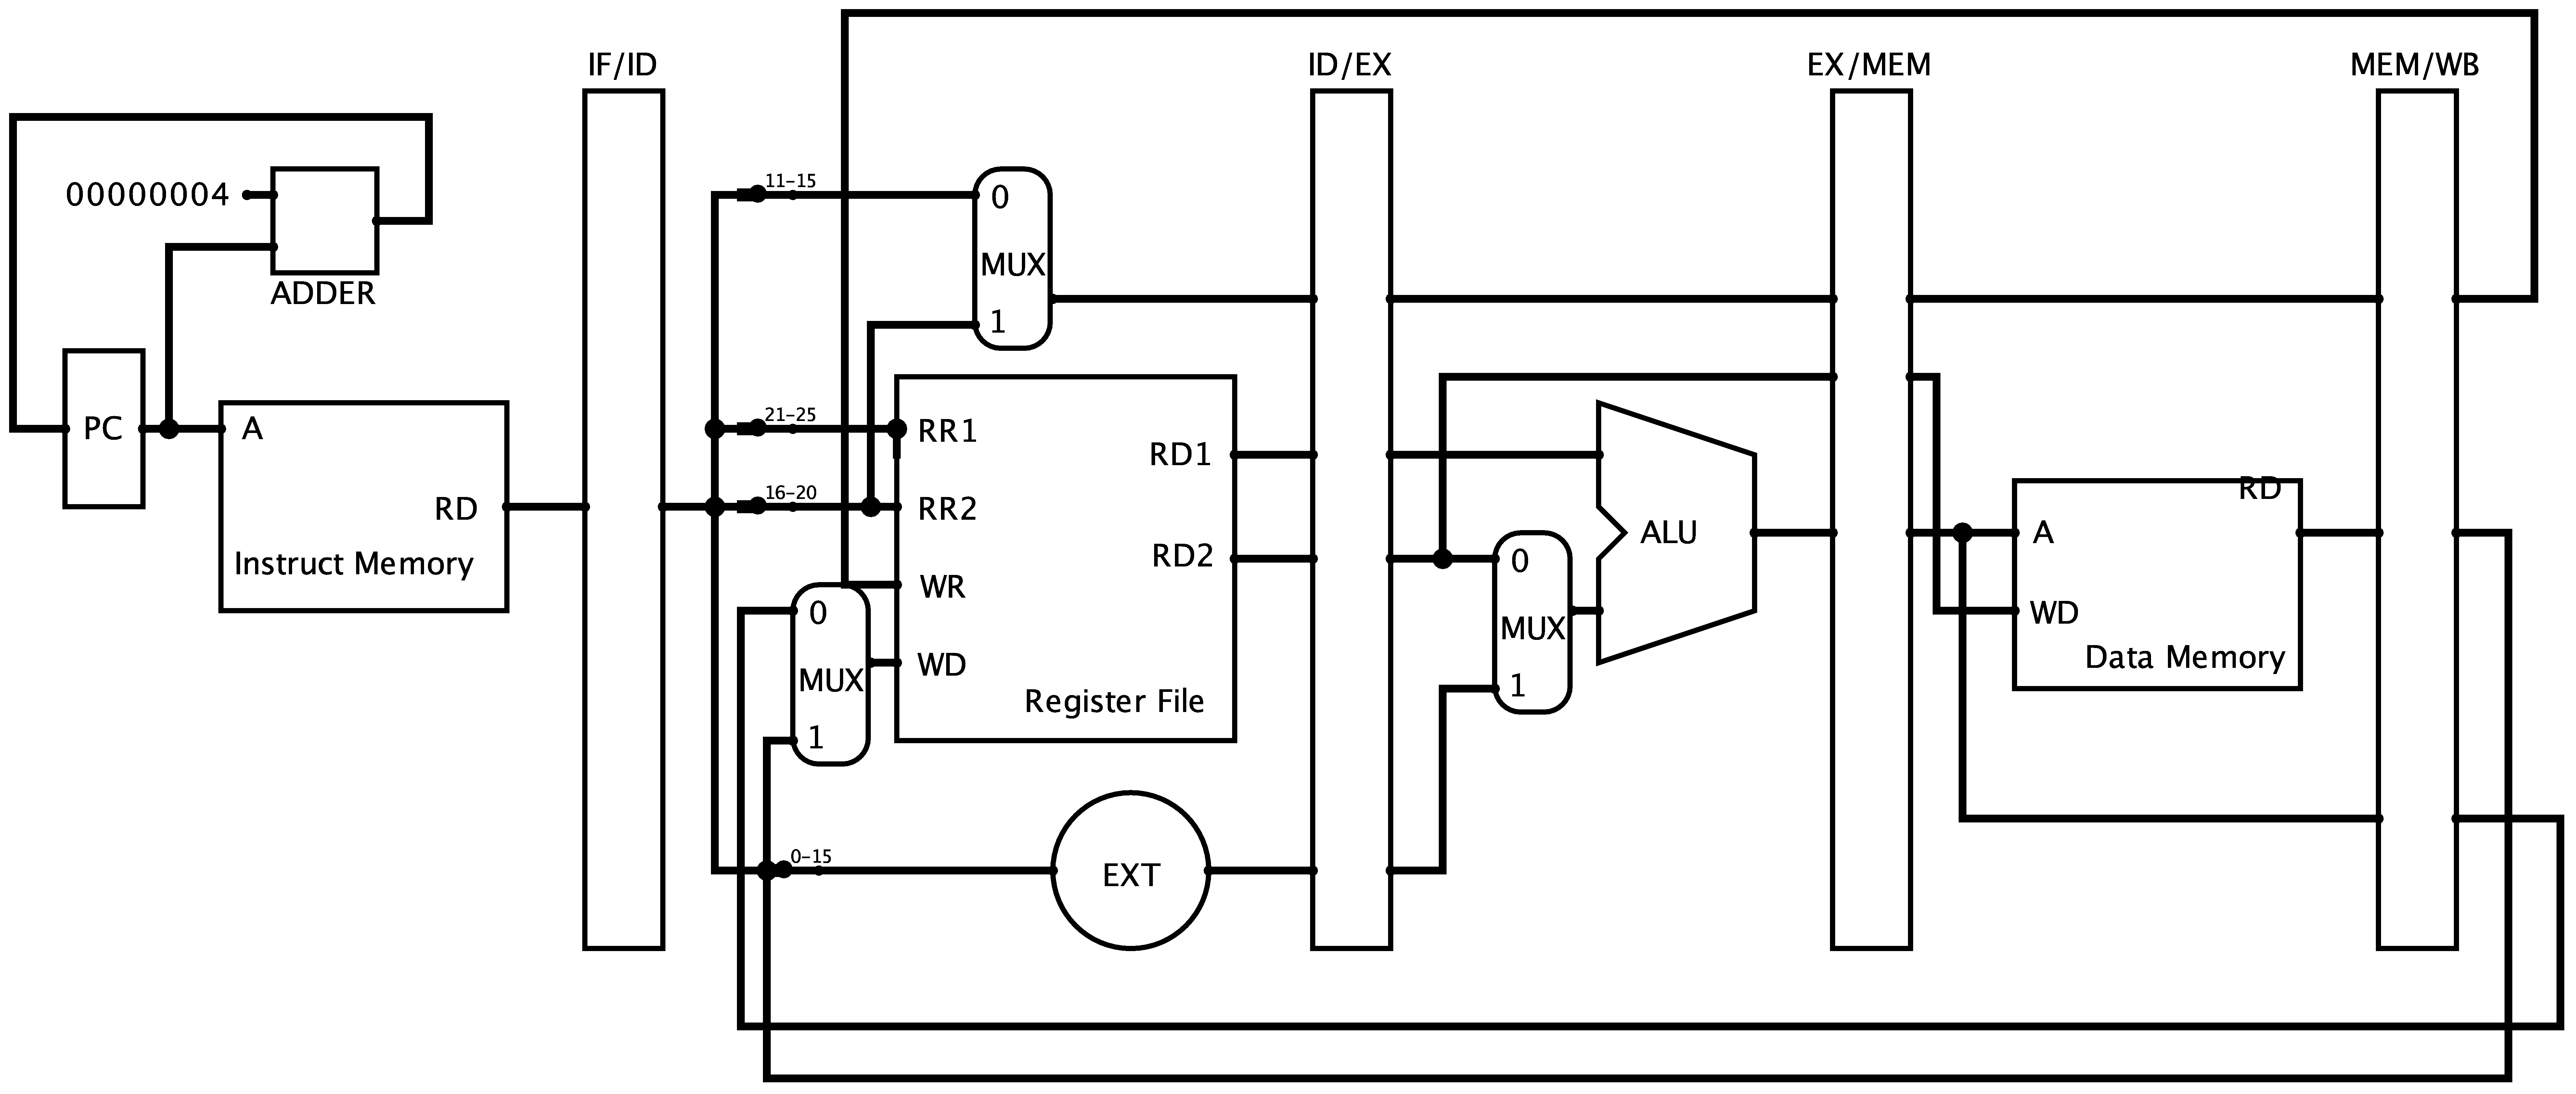 IF/ID
ID/EX
EX/MEM
MEM/WB
00000004
ADDER
PC
A
RD
Instruct Memory
11-15
21-25
16-20
0-15
0
MUX
1
RR1
RR2
WR
WD
RD1
RD2
Register File
0
MUX
1
EXT
0
MUX
1
ALU
RD
A
WD
Data Memory